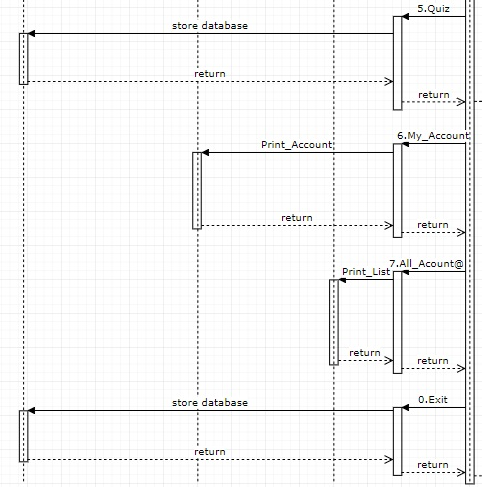 5.Quiz
store database
return
return
6.My_Account
Print_Account
return
return
7.All_Acount@
Print_List
return
return
0.Exit
store database
return
return